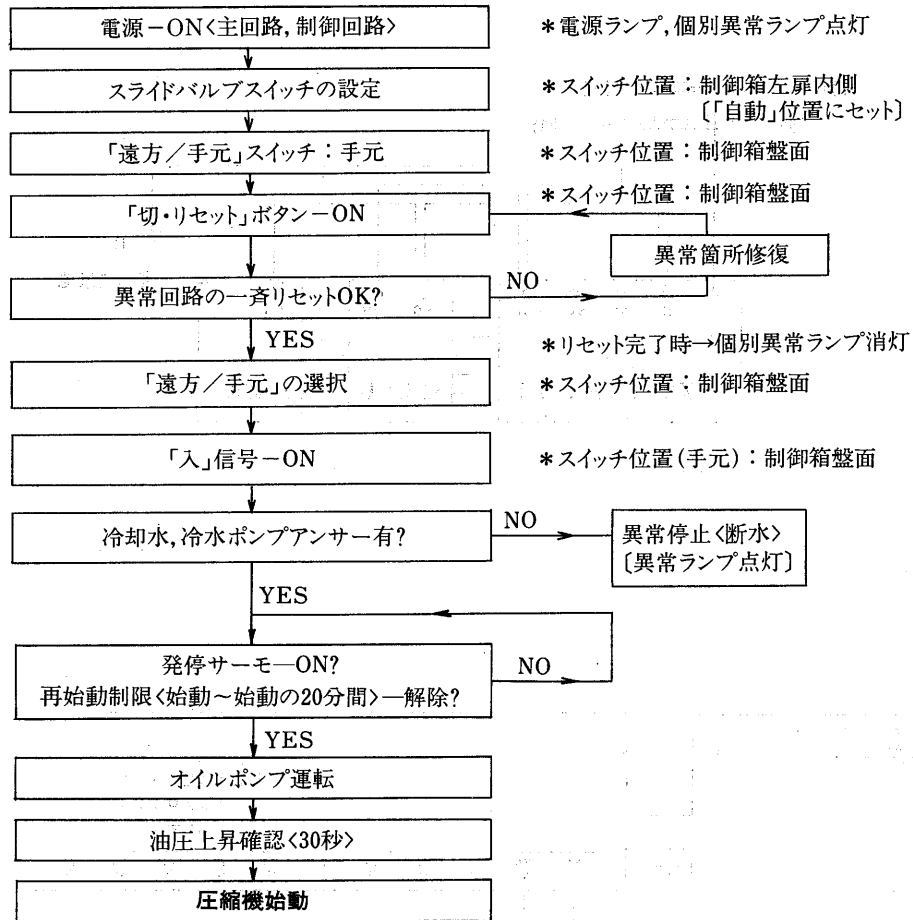 電源－ON〈主回路，制御回路〉
＊電源ランプ，個別異常ランプ点灯
スライドバルブスイッチの設定
＊スイッチ位置：制御箱左扉内側
〔「自動」位置にセット〕
「遠方／手元」スイッチ：手元
＊スイッチ位置：制御箱盤面
＊スイッチ位置：制御箱盤面
「切・リセット」ボタン－ON
異常箇所修復
異常回路の一斉リセットOK?
NO
YES
＊リセット完了時→個別異常ランプ消灯
「遠方／手元」の選択
＊スイッチ位置：制御箱盤面
「入」信号－ON
＊スイッチ位置(手元)：制御箱盤面
冷却水，冷水ポンプアンサー有?
NO
異常停止〈断水〉
〔異常ランプ点灯〕
YES
発停サーモ―ON?
再始動制限〈始動～始動の20分間〉―解除?
NO
YES
オイルポンプ運転
油圧上昇確認〈30秒〉
圧縮機始動